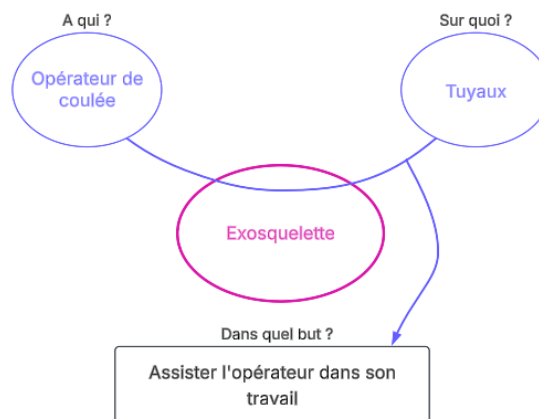 A qui ?
Sur quoi ?
Opérateur de
coulée
Tuyaux
Exosquelette
Dans quel but ?
Assister l'opérateur dans son
travail